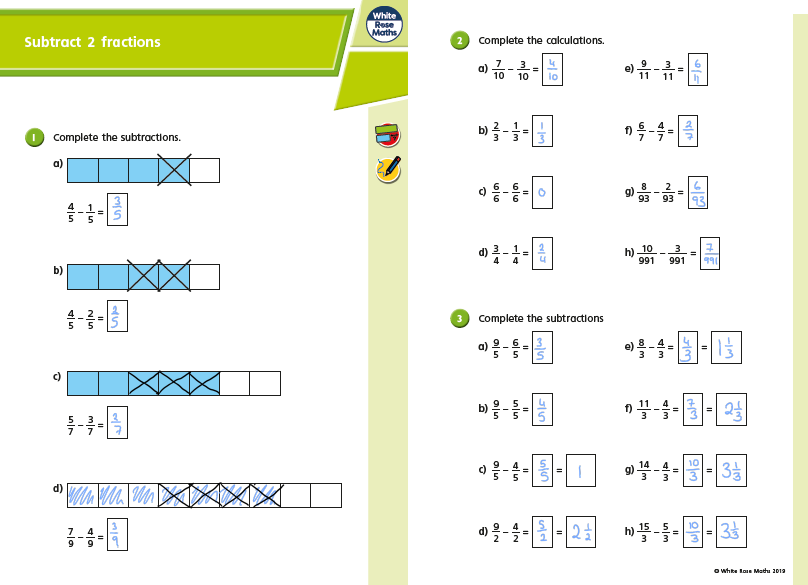 White
Rose
Maths
Subtract 2 fractions
1 Complete the subtractions.
a)
4/5 − 1/5 = 3/5
b)
4/5 − 2/5 = 2/5
c)
5/7 − 3/7 = 2/7
d)
7/9 − 4/9 = 3/9
2 Complete the calculations.
a) 7/10 − 3/10 = 4/10
b) 2/3 − 1/3 = 1/3
c) 6/6 − 6/6 = 0
d) 3/4 − 1/4 = 2/4
e) 9/11 − 3/11 = 6/11
f) 6/7 − 4/7 = 2/7
g) 8/93 − 2/93 = 6/93
h) 10/991 − 3/991 = 7/991
3 Complete the subtractions
a) 9/5 − 6/5 = 3/5
b) 9/5 − 5/5 = 4/5
c) 9/5 − 4/5 = 5/5 = 1
d) 9/2 − 4/2 = 5/2 = 2 1/2
e) 8/3 − 4/3 = 4/3 = 1 1/3
f) 11/3 − 4/3 = 7/3 = 2 1/3
g) 14/3 − 4/3 = 10/3 = 3 1/3
h) 15/3 − 5/3 = 10/3 = 3 1/3
© White Rose Maths 2019